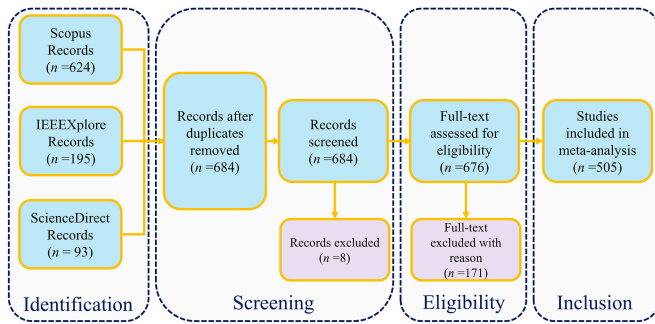 Scopus
Records
(n =624)
IEEEXplore
Records
(n =195)
ScienceDirect
Records
(n = 93)
Identification
Records after
duplicates
removed
(n =684)
Records
screened
(n =684)
Records excluded
(n =8)
Screening
Full-text
assessed for
eligibility
(n =676)
Full-text
excluded with
reason
(n =171)
Eligibility
Studies
included in
meta-analysis
(n =505)
Inclusion